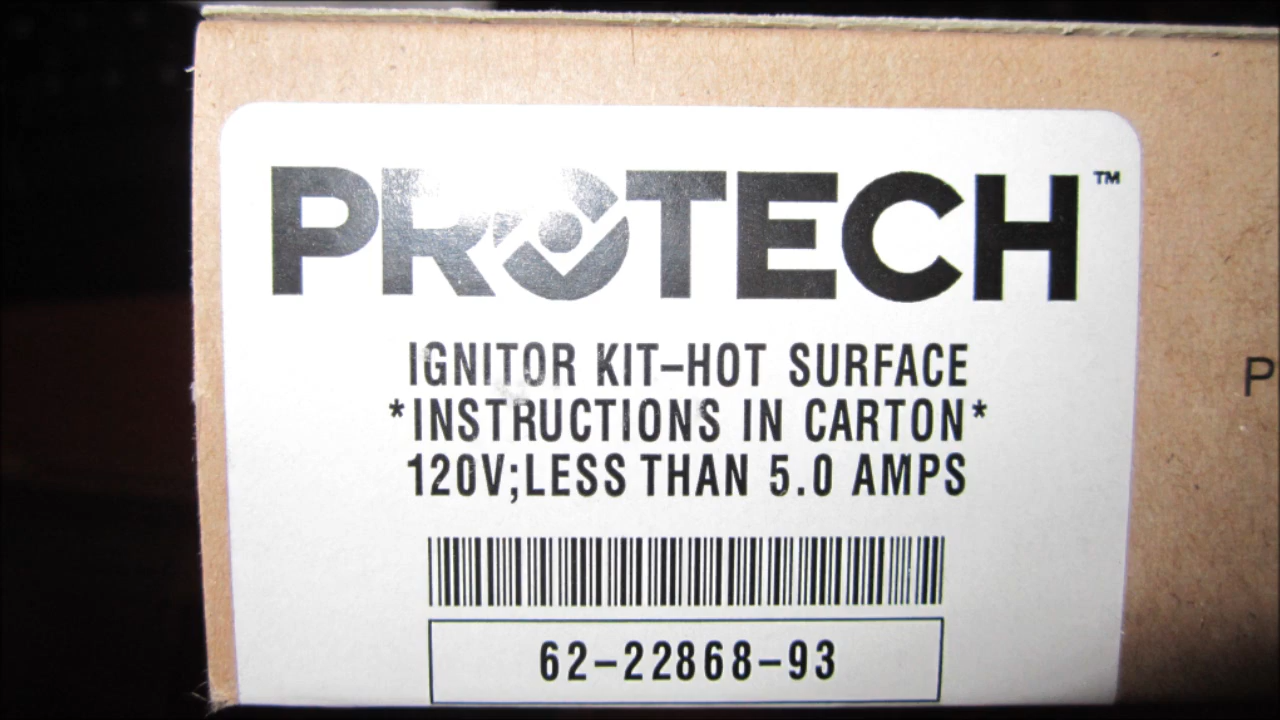 PROTECH™
IGNITOR KIT–HOT SURFACE
*INSTRUCTIONS IN CARTON*
120V;LESS THAN 5.0 AMPS
62–22868–93
P